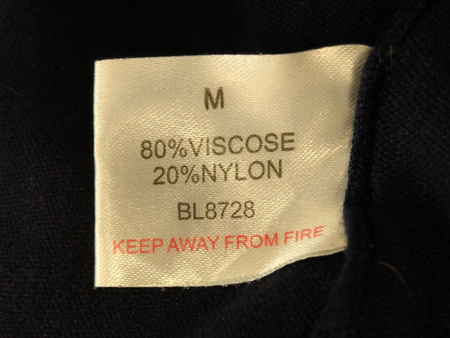 M
80%VISCOSE
20%NYLON
BL8728
KEEP AWAY FROM FIRE